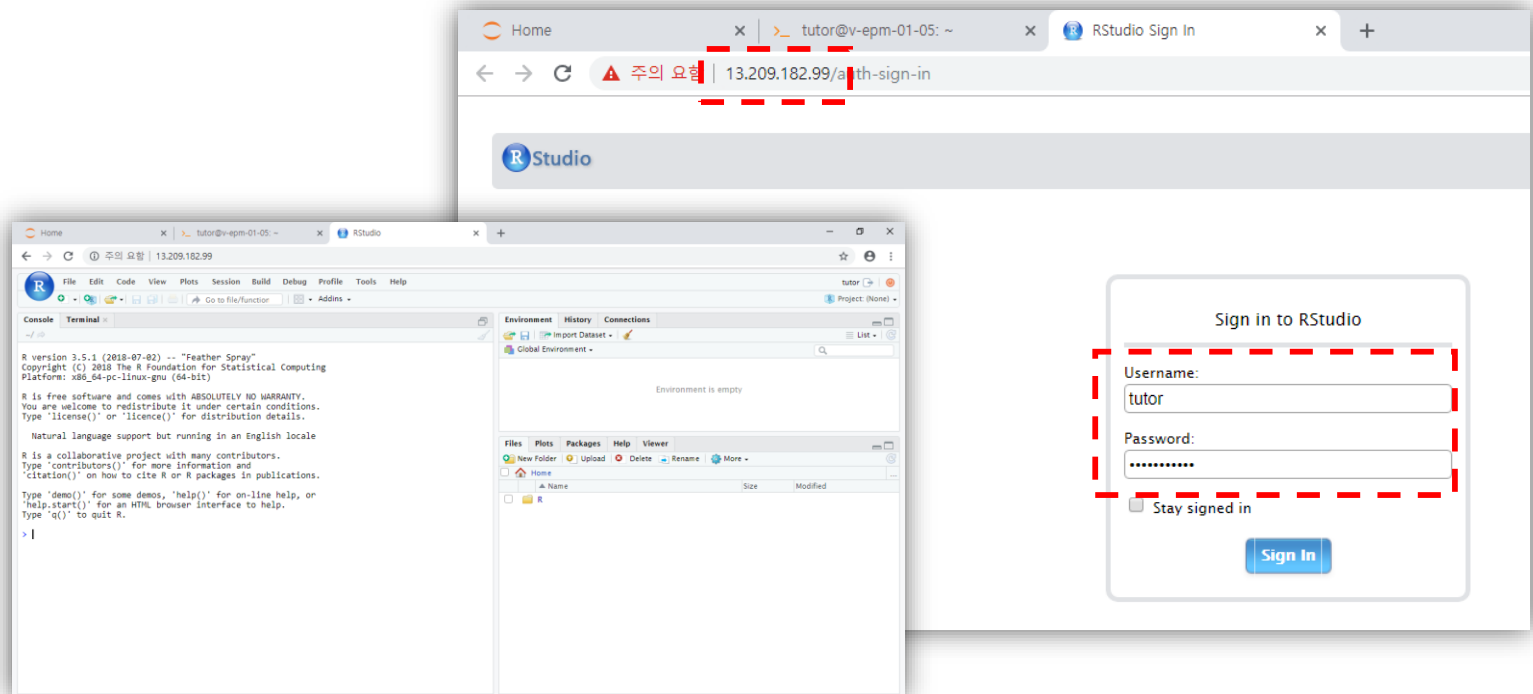 Home
tutor@v-epm-01-05: ~
RStudio Sign In
주의 요함 | 13.209.182.99/auth-sign-in
R Studio
Sign in to RStudio
Username:
tutor
Password:
•••••••••••
Stay signed in
Sign In
Home
tutor@v-epm-01-05: ~
RStudio
주의 요함 | 13.209.182.99
R
File Edit Code View Plots Session Build Debug Profile Tools Help
tutor
Go to file/function
Addins
Project: (None)
Console Terminal
~/
R version 3.5.1 (2018-07-02) -- "Feather Spray"
Copyright (C) 2018 The R Foundation for Statistical Computing
Platform: x86_64-pc-linux-gnu (64-bit)
R is free software and comes with ABSOLUTELY NO WARRANTY.
You are welcome to redistribute it under certain conditions.
Type 'license()' or 'licence()' for distribution details.
Natural language support but running in an English locale
R is a collaborative project with many contributors.
Type 'contributors()' for more information and
'citation()' on how to cite R or R packages in publications.
Type 'demo()' for some demos, 'help()' for on-line help, or
'help.start()' for an HTML browser interface to help.
Type 'q()' to quit R.
>
Environment History Connections
Import Dataset
List
Global Environment
Environment is empty
Files Plots Packages Help Viewer
New Folder Upload Delete Rename More
Home
Name Size Modified
R